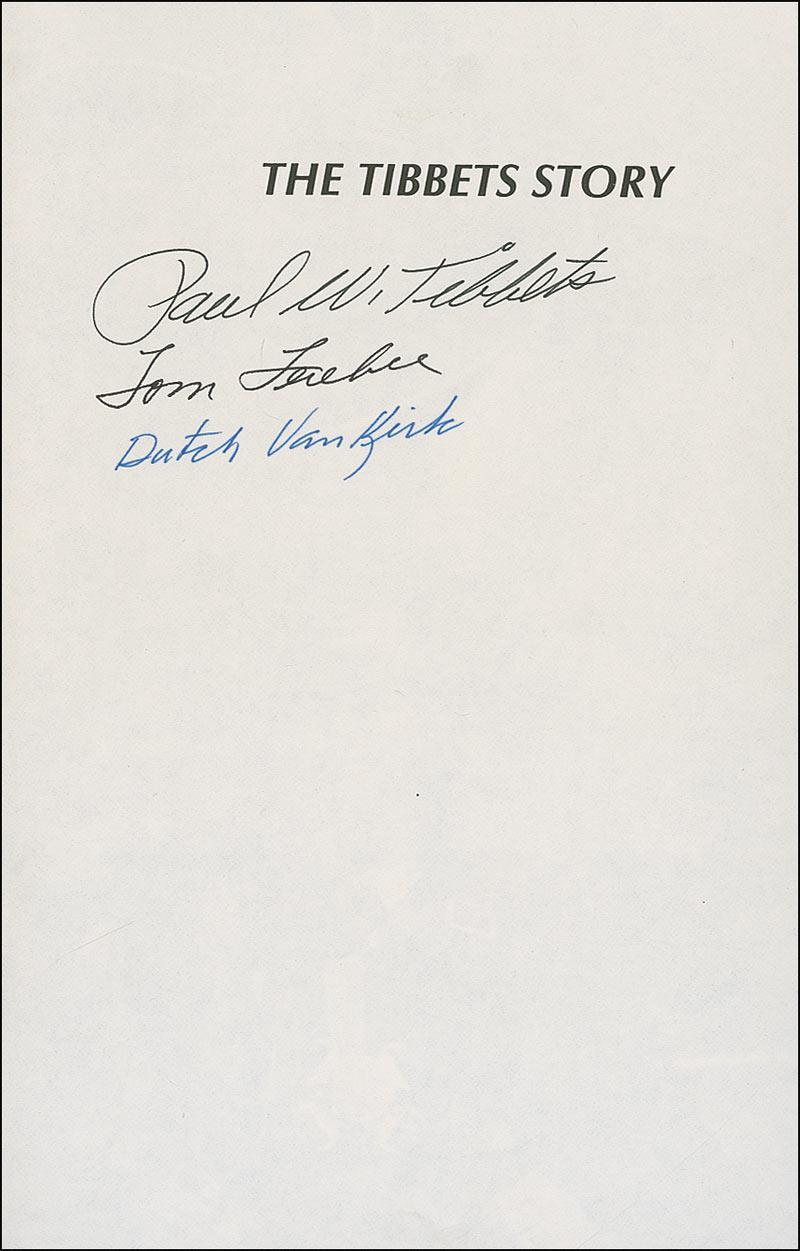 THE TIBBETS STORY
Paul W. Tibbets
Tom Ferebee
Dutch VanKirk